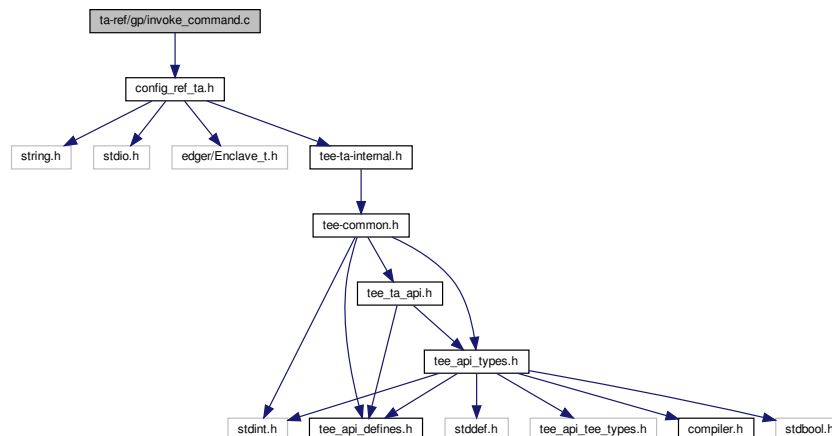 ta-ref/gp/invoke_command.c
config_ref_ta.h
string.h
stdio.h
edger/Enclave_t.h
tee-ta-internal.h
tee-common.h
tee_ta_api.h
tee_api_types.h
stdint.h
tee_api_defines.h
stddef.h
tee_api_tee_types.h
compiler.h
stdbool.h